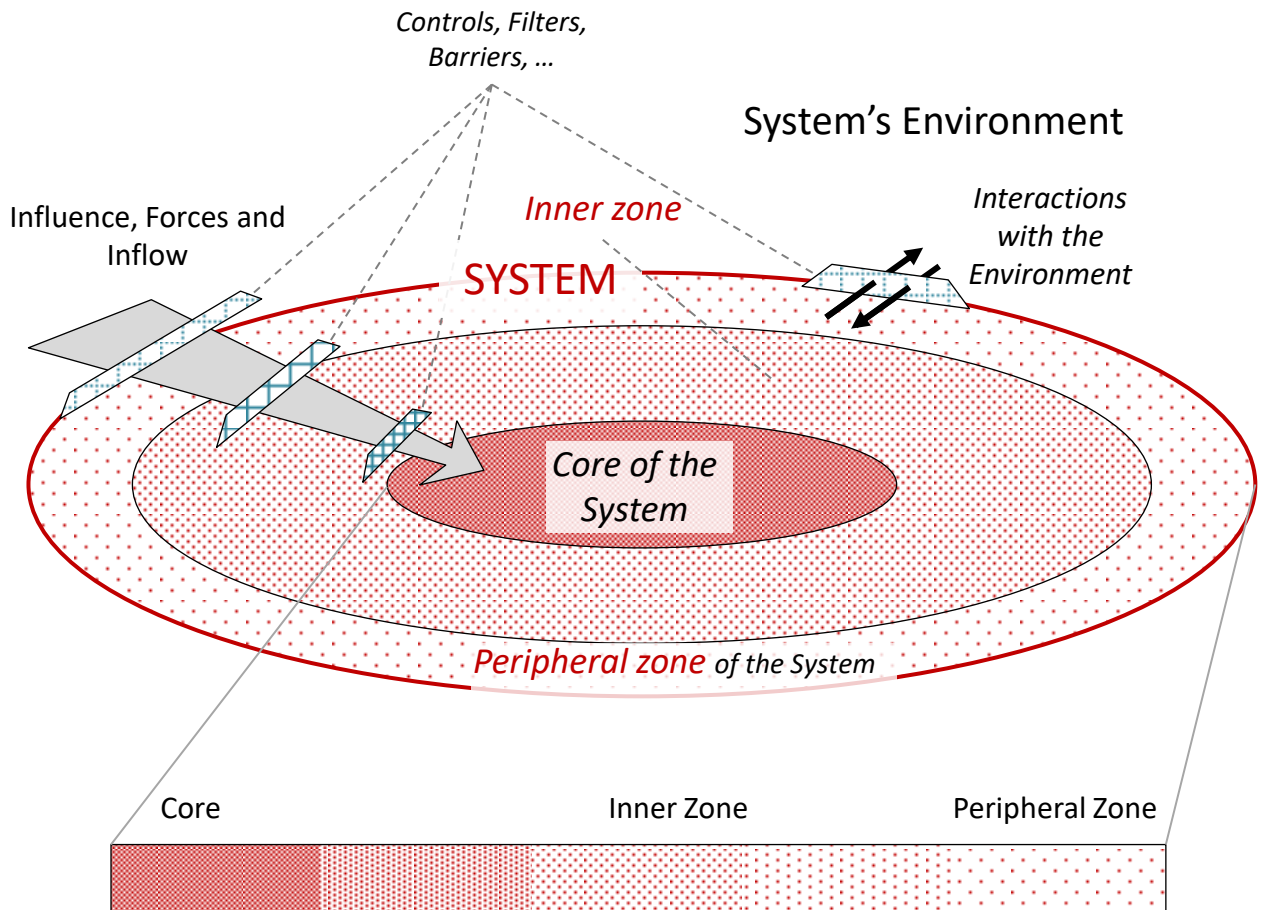 Controls, Filters,
Barriers, ...
System's Environment
Influence, Forces and
Inflow
Inner zone
Interactions
with the
Environment
SYSTEM
Core of the
System
Peripheral zone of the System
Core
Inner Zone
Peripheral Zone